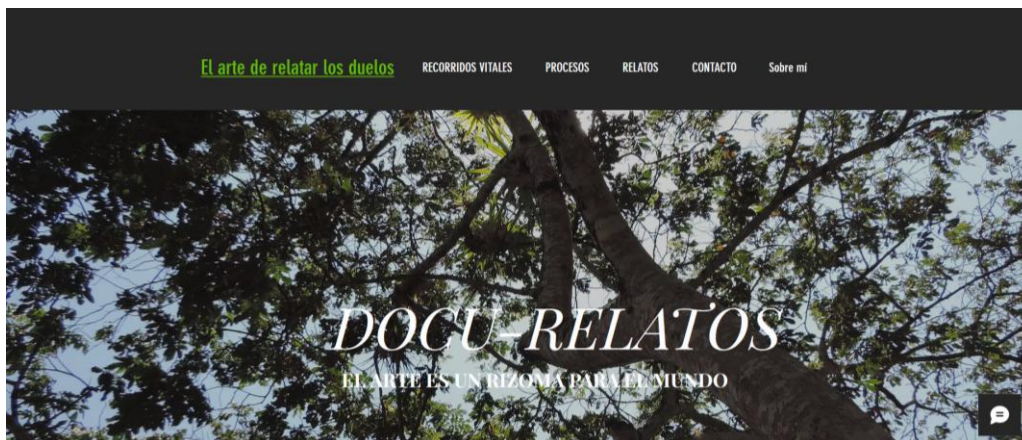 El arte de relatar los duelos RECORRIDOS VITALES PROCESOS RELATOS CONTACTO Sobre mí
DOCU-RELATOS
EL ARTE ES UN RIZOMA PARA EL MUNDO